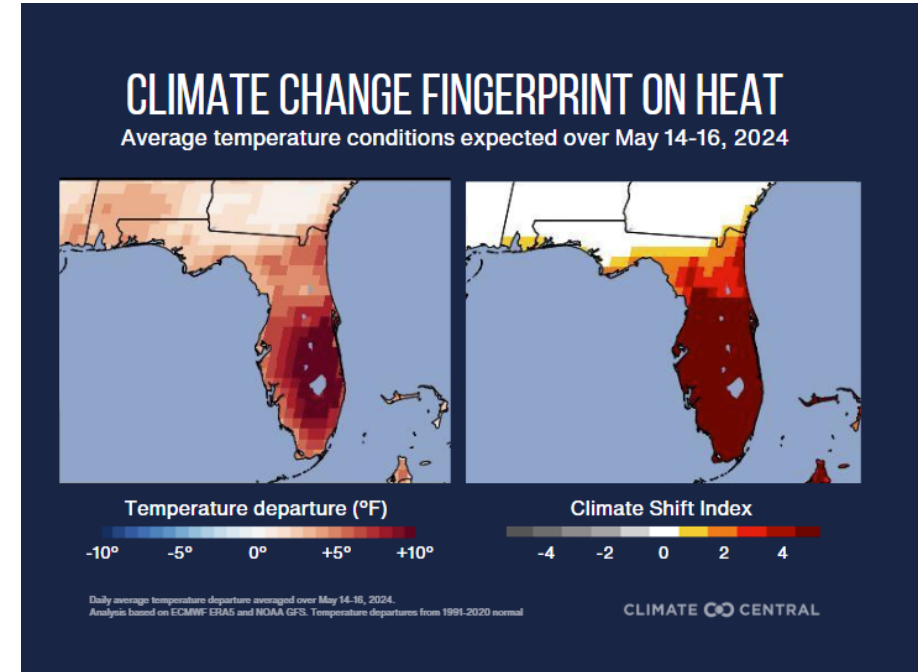 CLIMATE CHANGE FINGERPRINT ON HEAT
Average temperature conditions expected over May 14-16, 2024
Temperature departure (ºF)
-10º -5º 0º +5º +10º
Climate Shift Index
-4 -2 0 2 4
Daily average temperature departure averaged over May 14-16, 2024.
Analysis based on ECMWF ERA5 and NOAA GFS. Temperature departures from 1991-2020 normal
CLIMATE CENTRAL